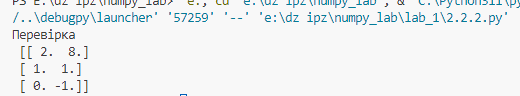 PS E:\dz ipz\numpy_lab> e:; cd 'e:\dz ipz\numpy_lab'; & 'c:\Python311\py
/..\debugpy\launcher' '57259' '--' 'e:\dz ipz\numpy_lab\lab_1\2.2.2.py'
Перевірка
[[ 2.  8.]
[ 1.  1.]
[ 0. -1.]]